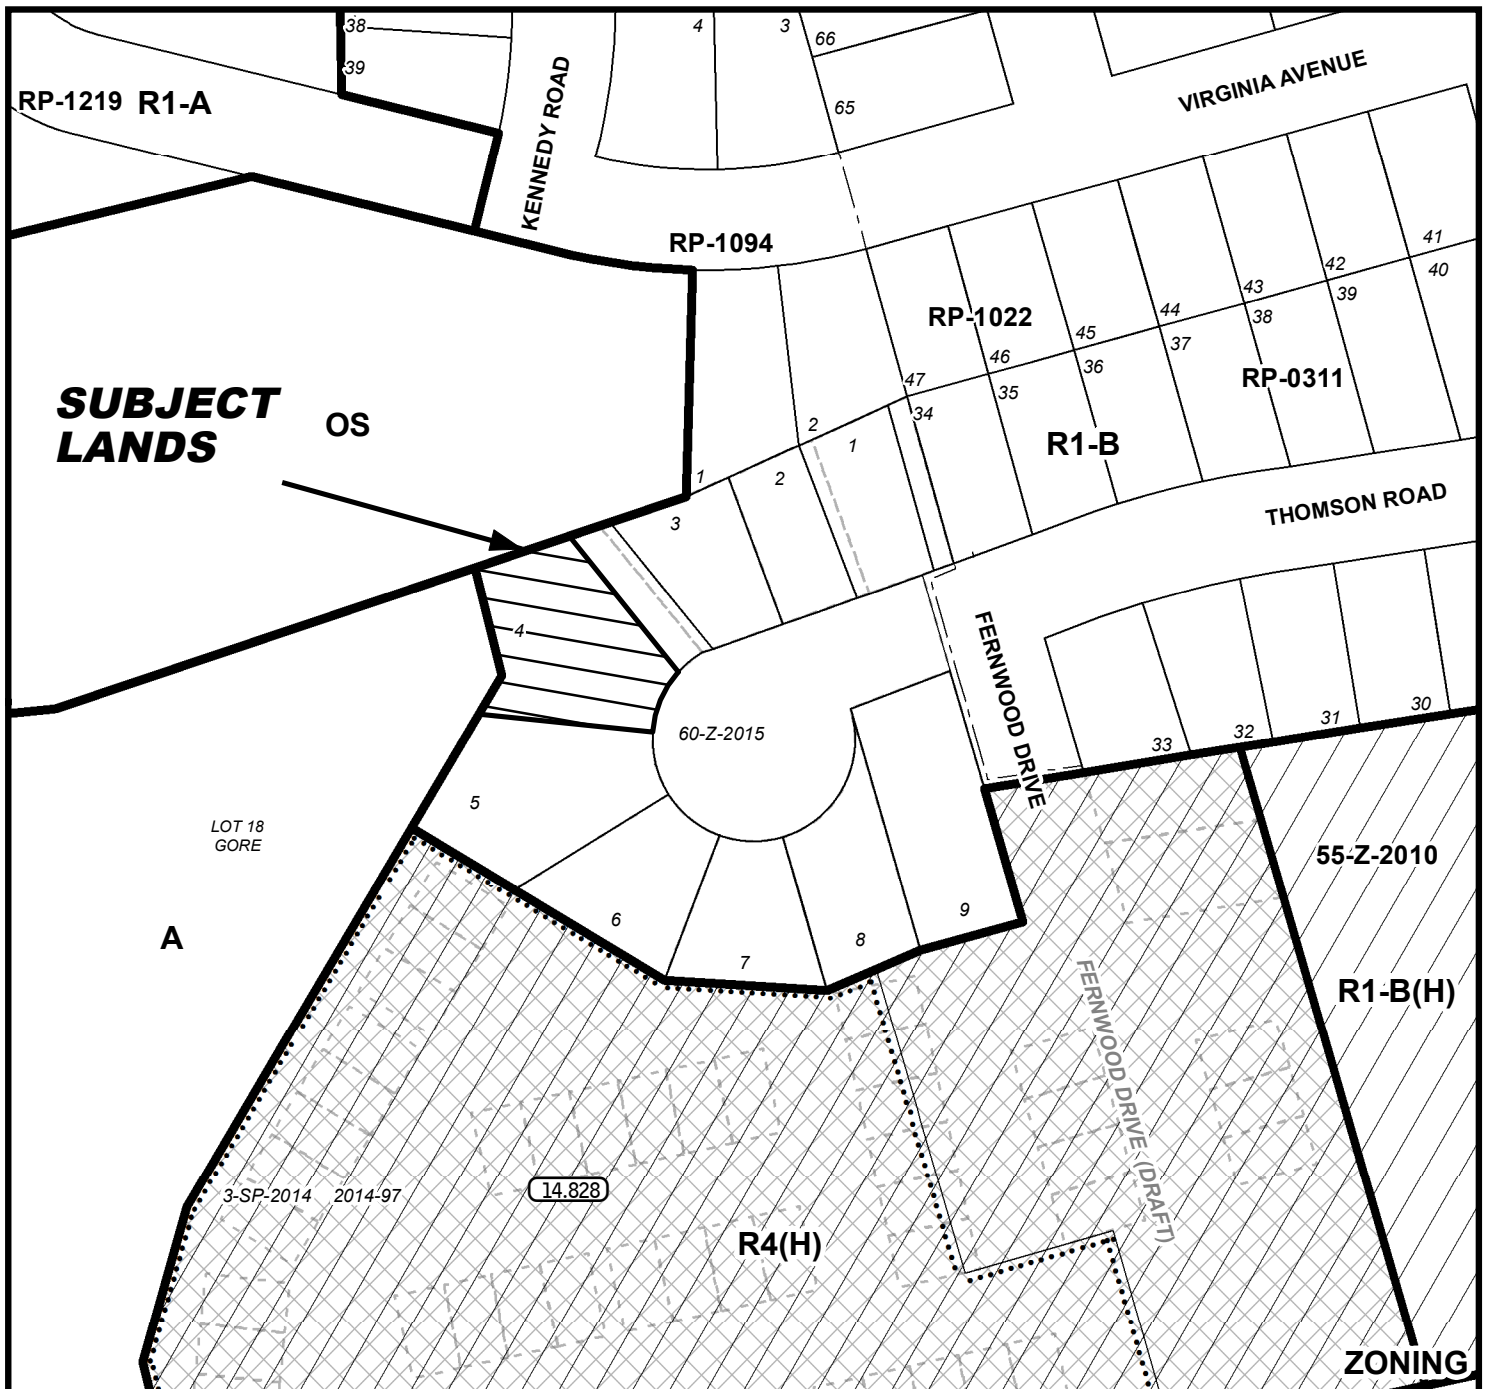 38
4
3
66
39
RP-1219 R1-A
65
KENNEDY ROAD
VIRGINIA AVENUE
RP-1094
41
42
40
43
39
RP-1022
44
38
45
37
46
36
RP-0311
47
35
SUBJECT
LANDS
OS
34
2
1
R1-B
1
2
3
THOMSON ROAD
4
FERNWOOD DRIVE
60-Z-2015
30
31
32
33
5
LOT 18
GORE
55-Z-2010
A
6
9
8
7
R1-B(H)
FERNWOOD DRIVE (DRAFT)
3-SP-2014 2014-97
14.828
R4(H)
ZONING